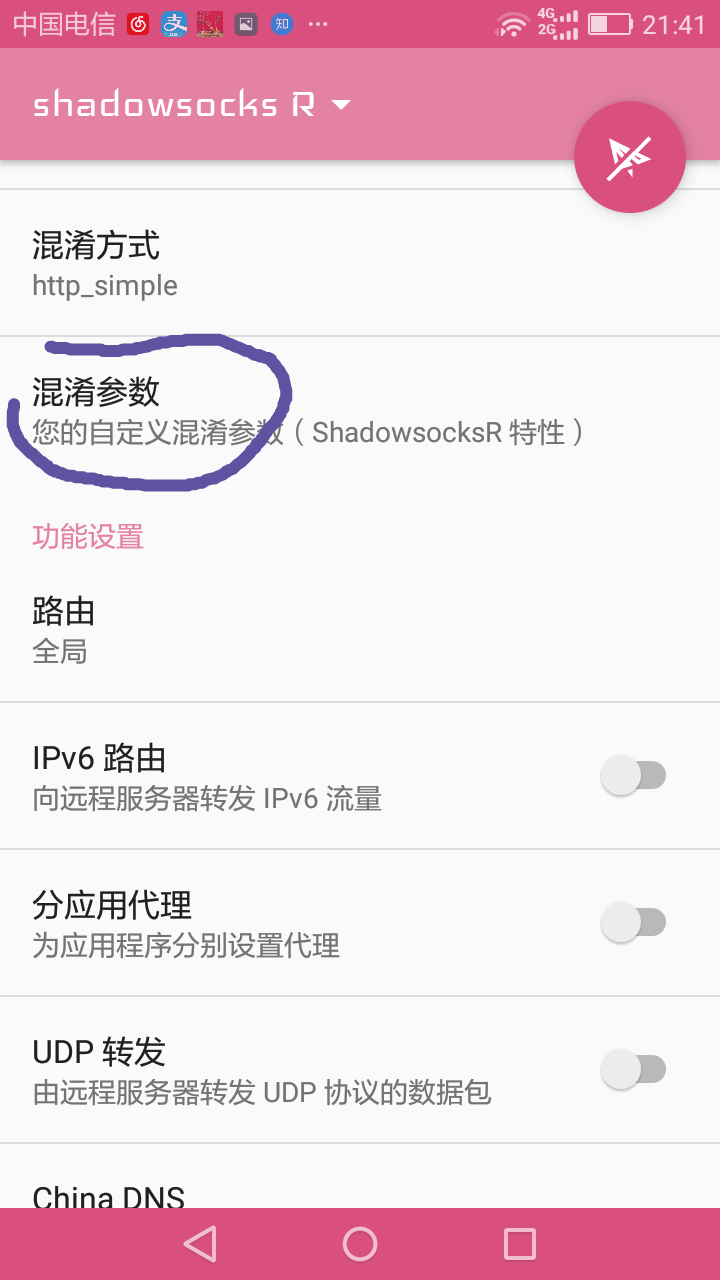 中国电信 知 ··· 4G 2G 21:41
shadowsocks R
混淆方式
http_simple
混淆参数
您的自定义混淆参数（ShadowsocksR 特性）
功能设置
路由
全局
IPv6 路由
向远程服务器转发 IPv6 流量
分应用代理
为应用程序分别设置代理
UDP 转发
由远程服务器转发 UDP 协议的数据包
China DNS